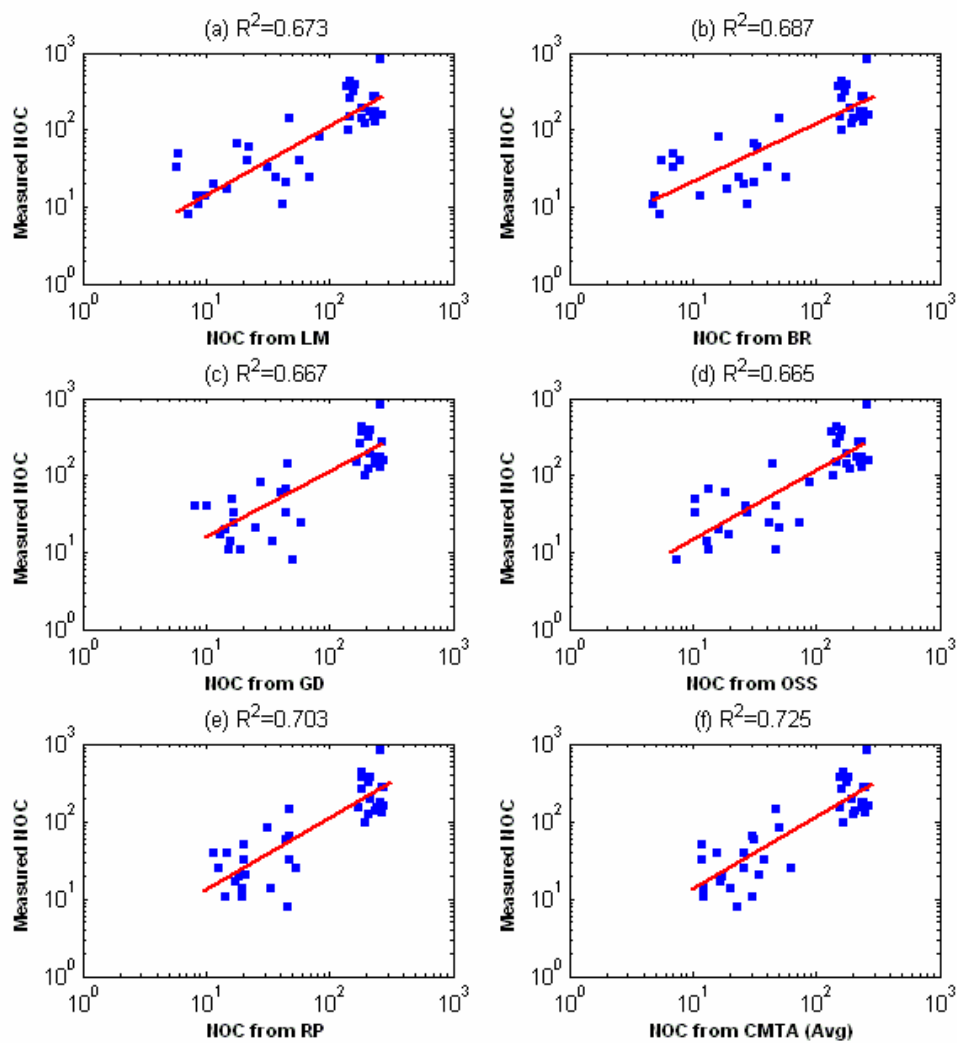 (a) R²=0.673
10³
10²
10¹
10⁰
Measured NOC
10⁰ 10¹ 10² 10³
NOC from LM
(b) R²=0.687
10³
10²
10¹
10⁰
Measured NOC
10⁰ 10¹ 10² 10³
NOC from BR
(c) R²=0.667
10³
10²
10¹
10⁰
Measured NOC
10⁰ 10¹ 10² 10³
NOC from GD
(d) R²=0.665
10³
10²
10¹
10⁰
Measured NOC
10⁰ 10¹ 10² 10³
NOC from OSS
(e) R²=0.703
10³
10²
10¹
10⁰
Measured NOC
10⁰ 10¹ 10² 10³
NOC from RP
(f) R²=0.725
10³
10²
10¹
10⁰
Measured NOC
10⁰ 10¹ 10² 10³
NOC from CMTA (Avg)